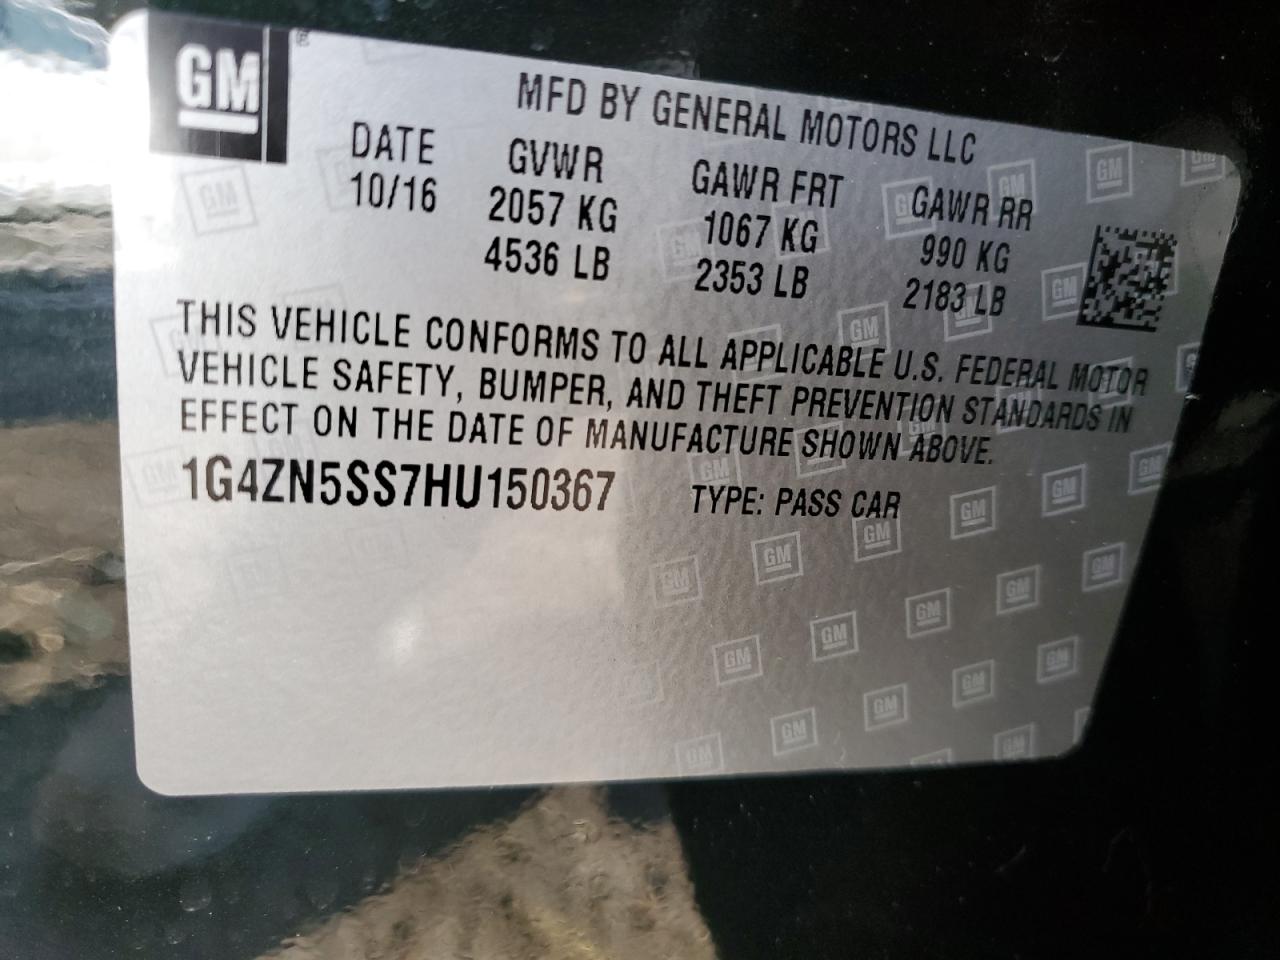 GM
MFD BY GENERAL MOTORS LLC
DATE GVWR GAWR FRT GAWR RR
10/16 2057 KG 1067 KG 990 KG
4536 LB 2353 LB 2183 LB
THIS VEHICLE CONFORMS TO ALL APPLICABLE U.S. FEDERAL MOTOR
VEHICLE SAFETY, BUMPER, AND THEFT PREVENTION STANDARDS IN
EFFECT ON THE DATE OF MANUFACTURE SHOWN ABOVE.
1G4ZN5SS7HU150367 TYPE: PASS CAR